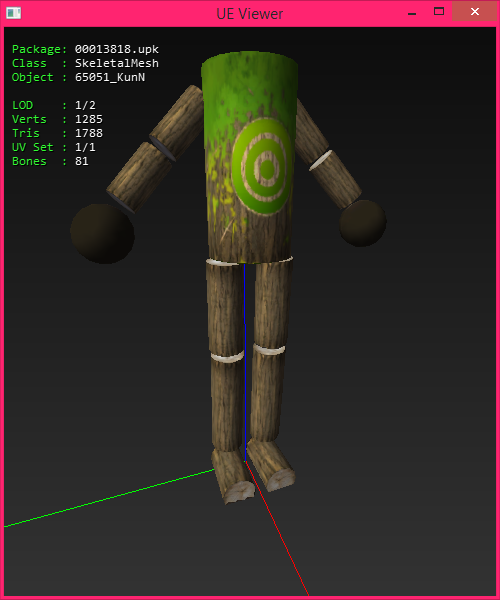 UE Viewer
Package: 00013818.upk
Class : SkeletalMesh
Object : 65051_KunN
LOD : 1/2
Verts : 1285
Tris : 1788
UV Set : 1/1
Bones : 81